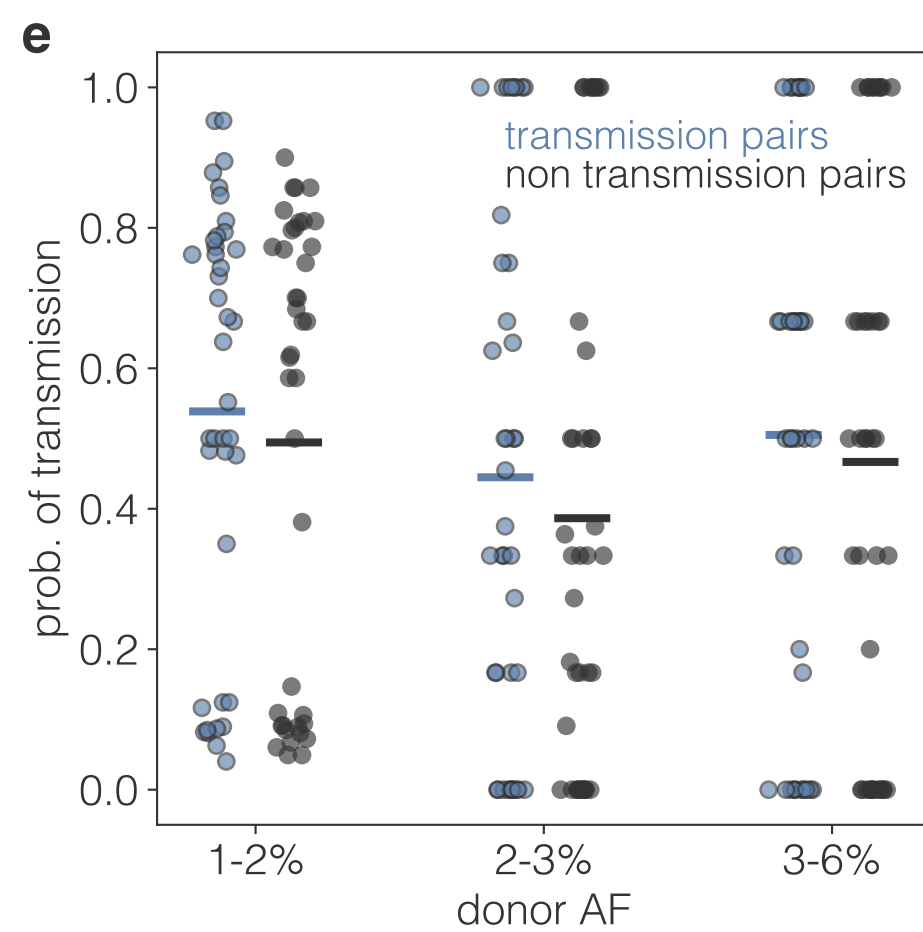 e
transmission pairs
non transmission pairs
prob. of transmission
1.0
0.8
0.6
0.4
0.2
0.0
1-2%
2-3%
3-6%
donor AF